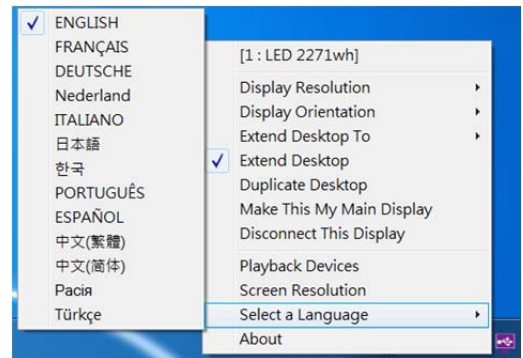 ENGLISH
FRANÇAIS
DEUTSCHE
Nederland
ITALIANO
日本語
한국
PORTUGUÊS
ESPAÑOL
中文(繁體)
中文(简体)
Расія
Türkçe
[1 : LED 2271wh]
Display Resolution
Display Orientation
Extend Desktop To
Extend Desktop
Duplicate Desktop
Make This My Main Display
Disconnect This Display
Playback Devices
Screen Resolution
Select a Language
About